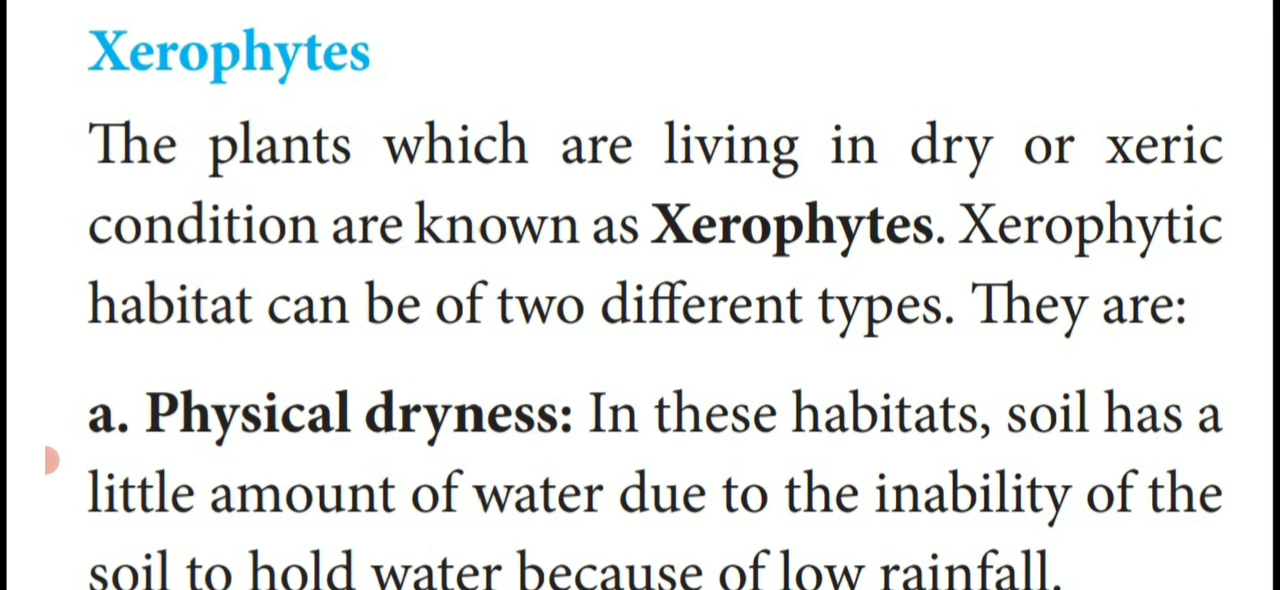 Xerophytes
The plants which are living in dry or xeric
condition are known as Xerophytes. Xerophytic
habitat can be of two different types. They are:
a. Physical dryness: In these habitats, soil has a
little amount of water due to the inability of the
soil to hold water because of low rainfall.